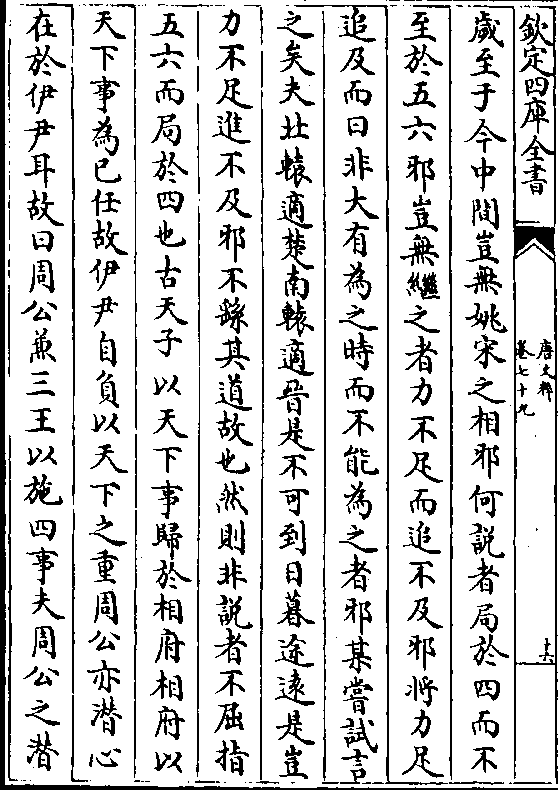 欽定四庫全書
唐文粹
卷七十九
十六
歲至于今中間豈無姚宋之相邪何説者局於四而不
至於五六邪豈無繼之者力不足而追不及邪將力足
追及而曰非大有為之時而不能為之者邪某嘗試言
之矣夫北轅適楚南轅適晉是不可到日暮途遠是豈
力不足進不及邪不繇其道故也然則非説者不屈指
五六而局於四也古天子以天下事歸於相府相府以
天下事為已任故伊尹自負以天下之重周公亦潛心
在於伊尹耳故曰周公兼三王以施四事夫周公之潛